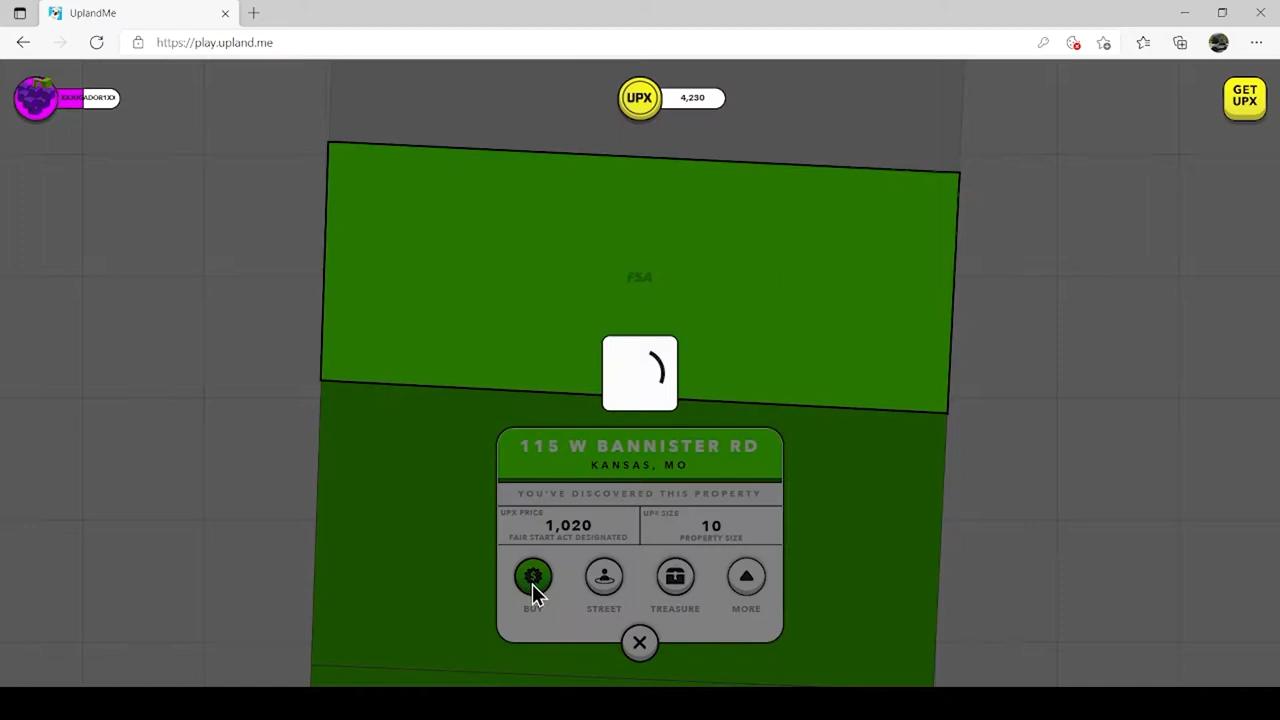 UplandMe
https://play.upland.me
UPX
4,230
GET
UPX
FSA
115 W BANNISTER RD
KANSAS, MO
YOU'VE DISCOVERED THIS PROPERTY
UPX PRICE
1,020
FAIR START ACT DESIGNATED
UP² SIZE
10
PROPERTY SIZE
BUY
STREET
TREASURE
MORE